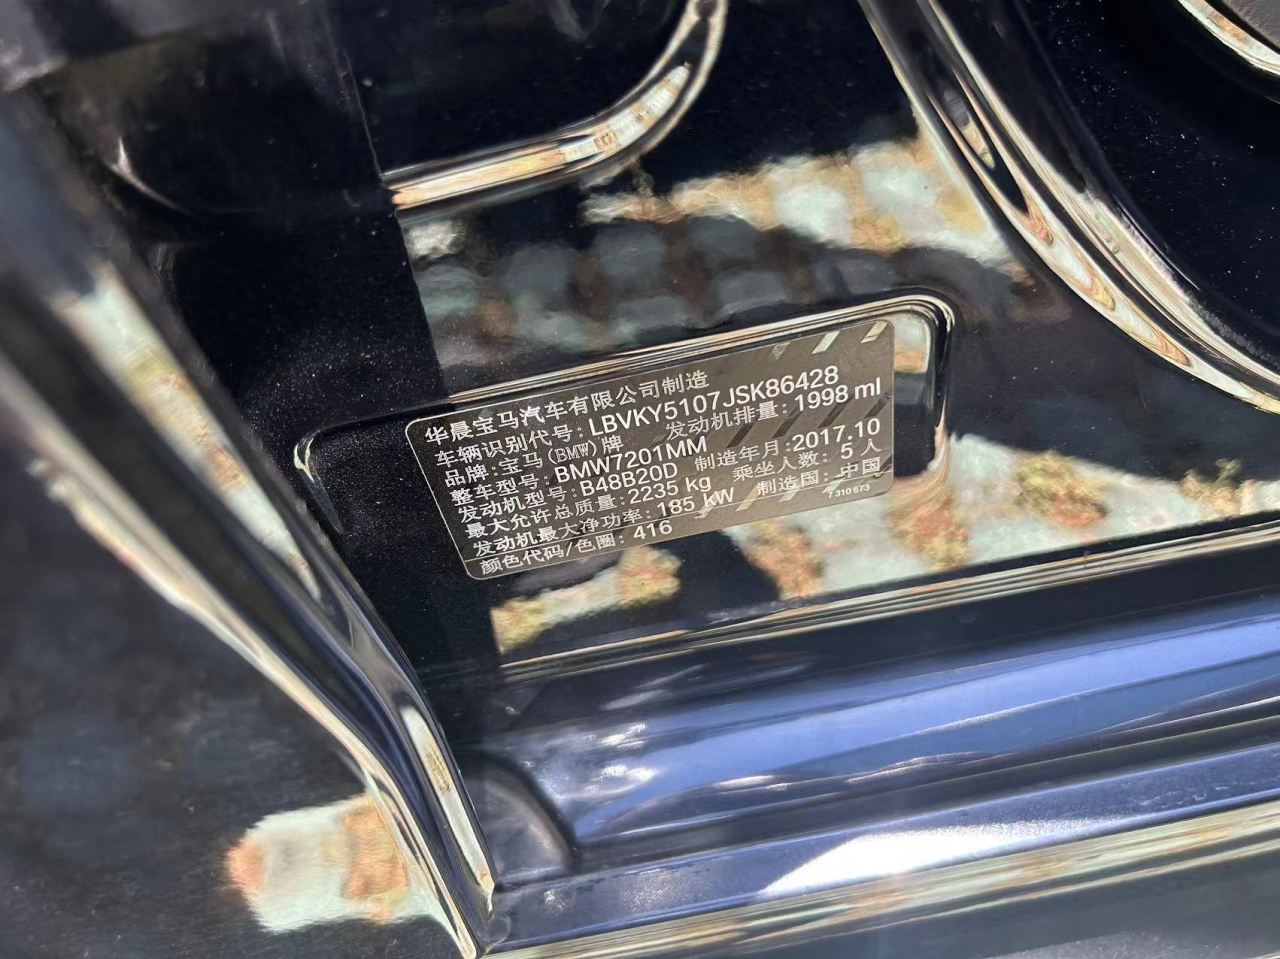 华晨宝马汽车有限公司制造
车辆识别代号: LBVKY5107JSK86428
品牌: 宝马(BMW)牌 发动机排量: 1998 ml
整车型号: BMW7201MM
发动机型号: B48B20D 制造年月: 2017.10
最大允许总质量: 2235 kg 乘坐人数: 5 人
发动机最大净功率: 185 kW 制造国: 中国
颜色代码/色圈: 416
7 310 673